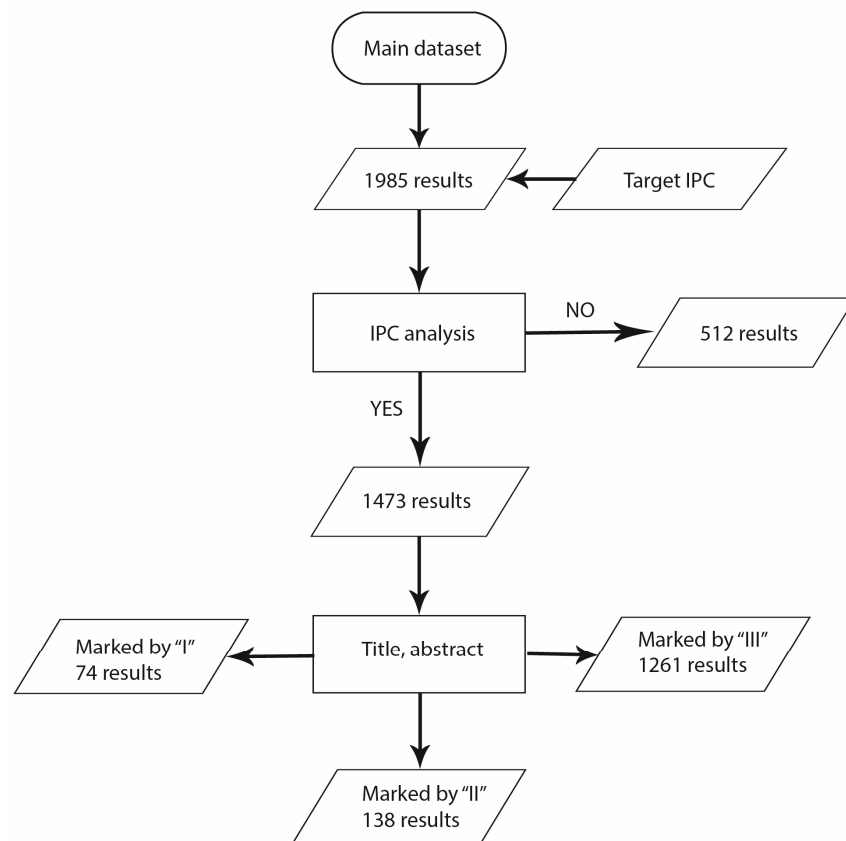 Main dataset
1985 results
Target IPC
IPC analysis
NO
512 results
YES
1473 results
Marked by "I"
74 results
Title, abstract
Marked by "III"
1261 results
Marked by "II"
138 results